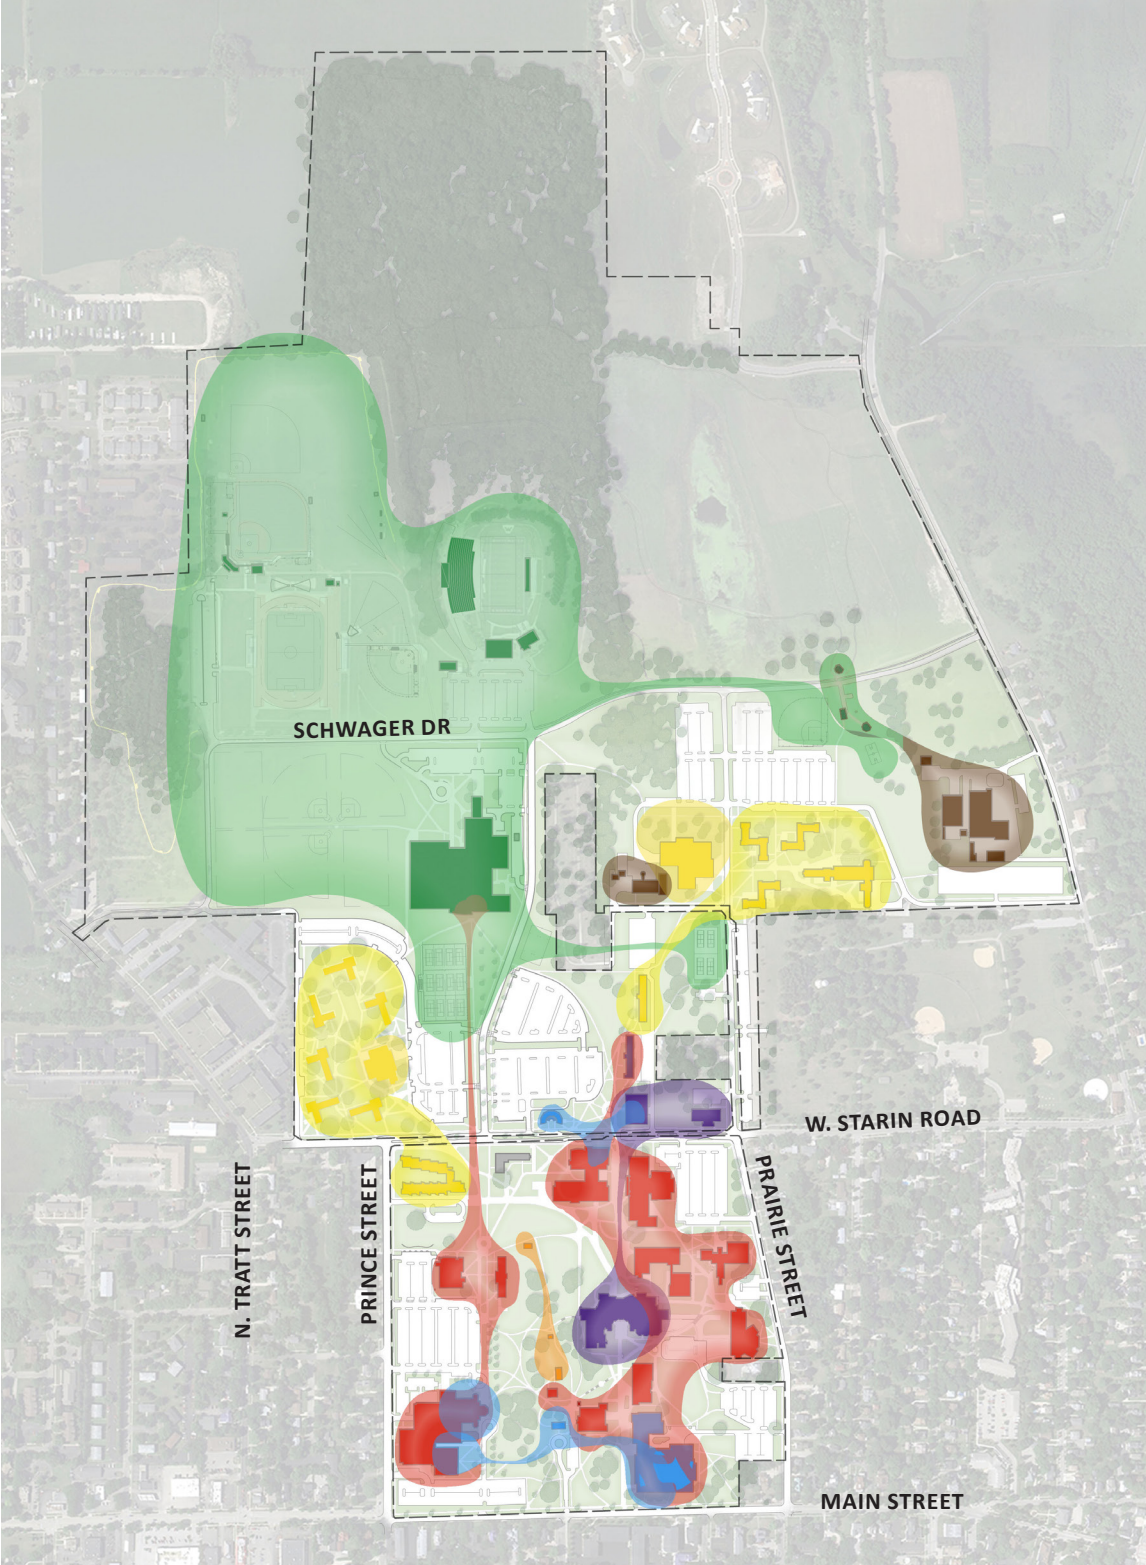 SCHWAGER DR
W. STARIN ROAD
N. TRATT STREET
PRINCE STREET
PRAIRIE STREET
MAIN STREET